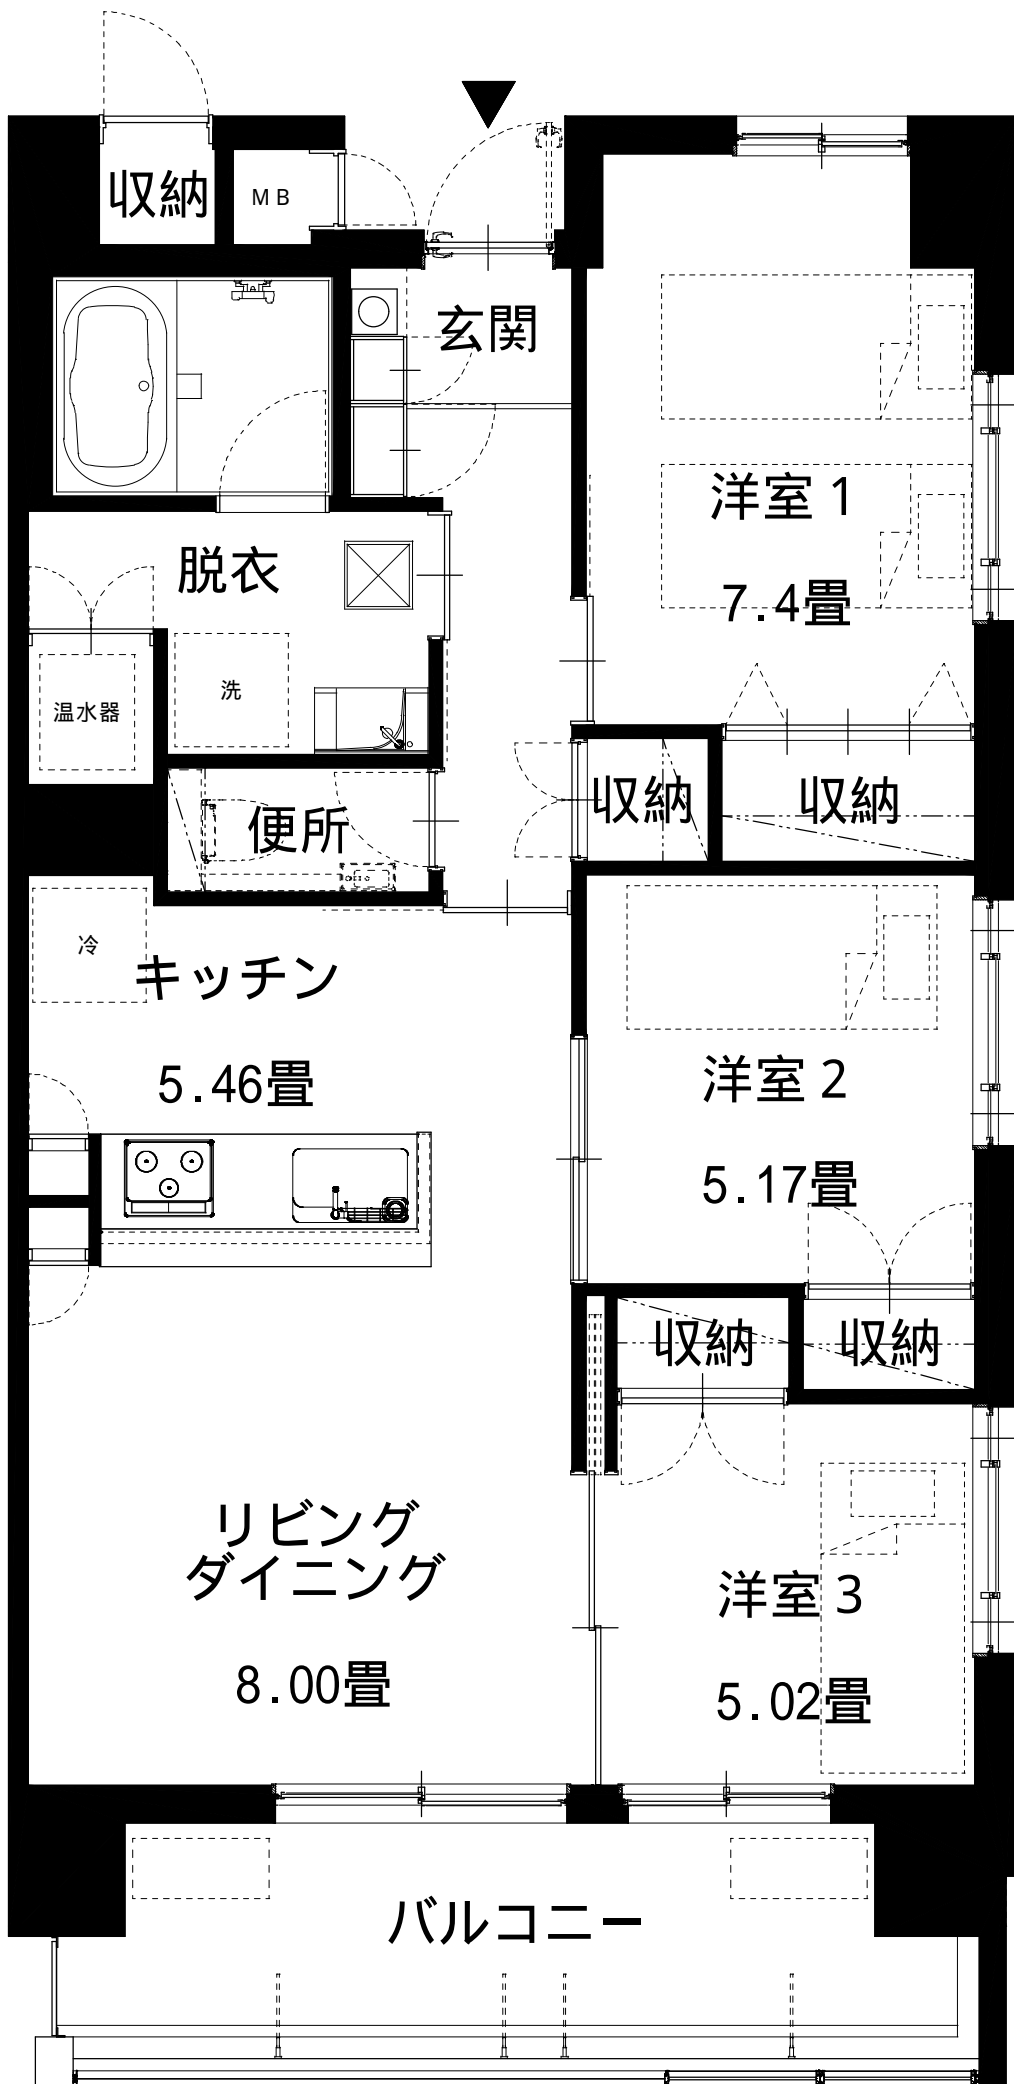 収納
MB
玄関
洋室1
7.4畳
脱衣
洗
温水器
収納
収納
便所
冷
キッチン
5.46畳
洋室2
5.17畳
収納
収納
リビング
ダイニング
8.00畳
洋室3
5.02畳
バルコニー